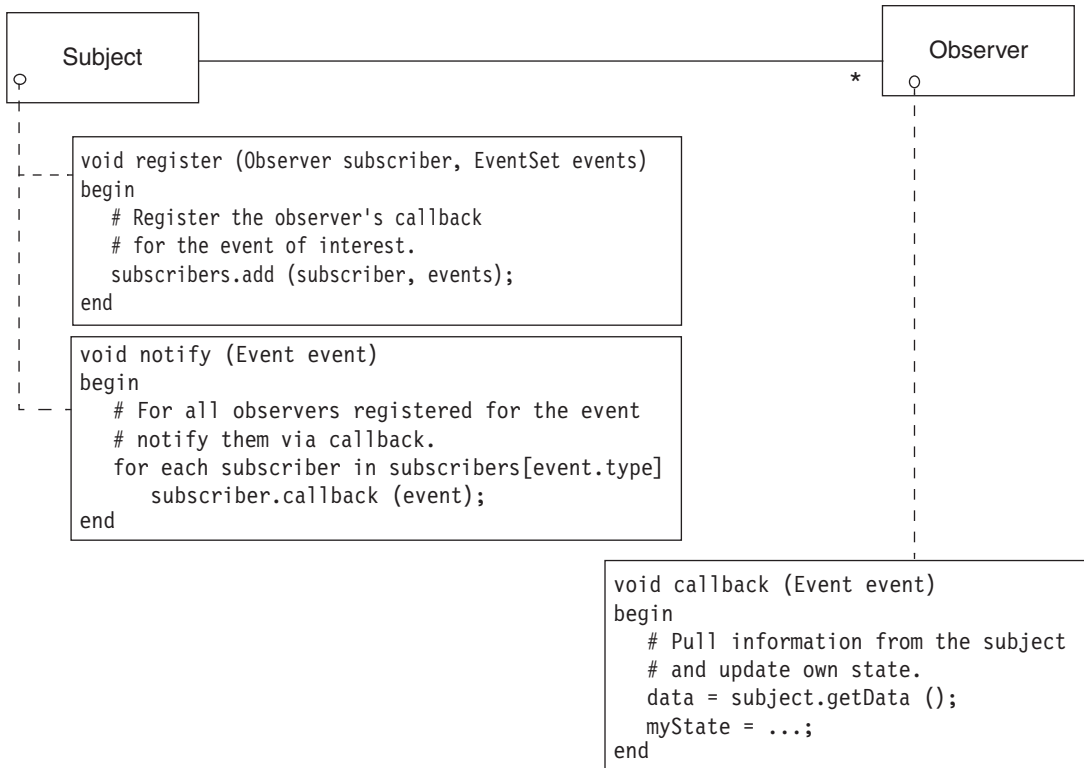 Subject
Observer
*
void register (Observer subscriber, EventSet events)
begin
# Register the observer's callback
# for the event of interest.
subscribers.add (subscriber, events);
end
void notify (Event event)
begin
# For all observers registered for the event
# notify them via callback.
for each subscriber in subscribers[event.type]
subscriber.callback (event);
end
void callback (Event event)
begin
# Pull information from the subject
# and update own state.
data = subject.getData ();
myState = ...;
end